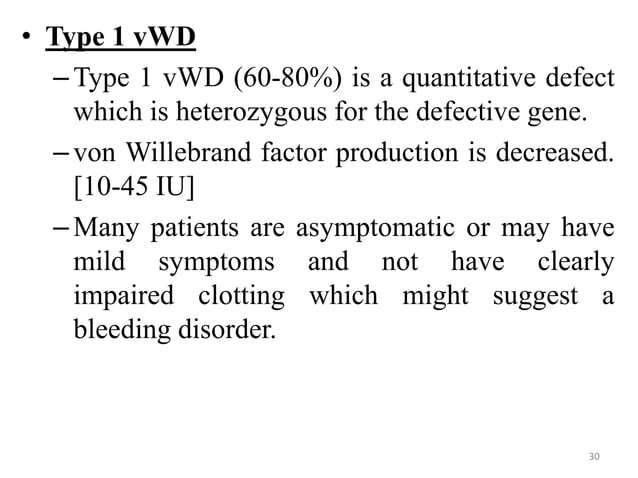 • Type 1 vWD
–Type 1 vWD (60-80%) is a quantitative defect
which is heterozygous for the defective gene.
–von Willebrand factor production is decreased.
[10-45 IU]
–Many patients are asymptomatic or may have
mild symptoms and not have clearly
impaired clotting which might suggest a
bleeding disorder.
30